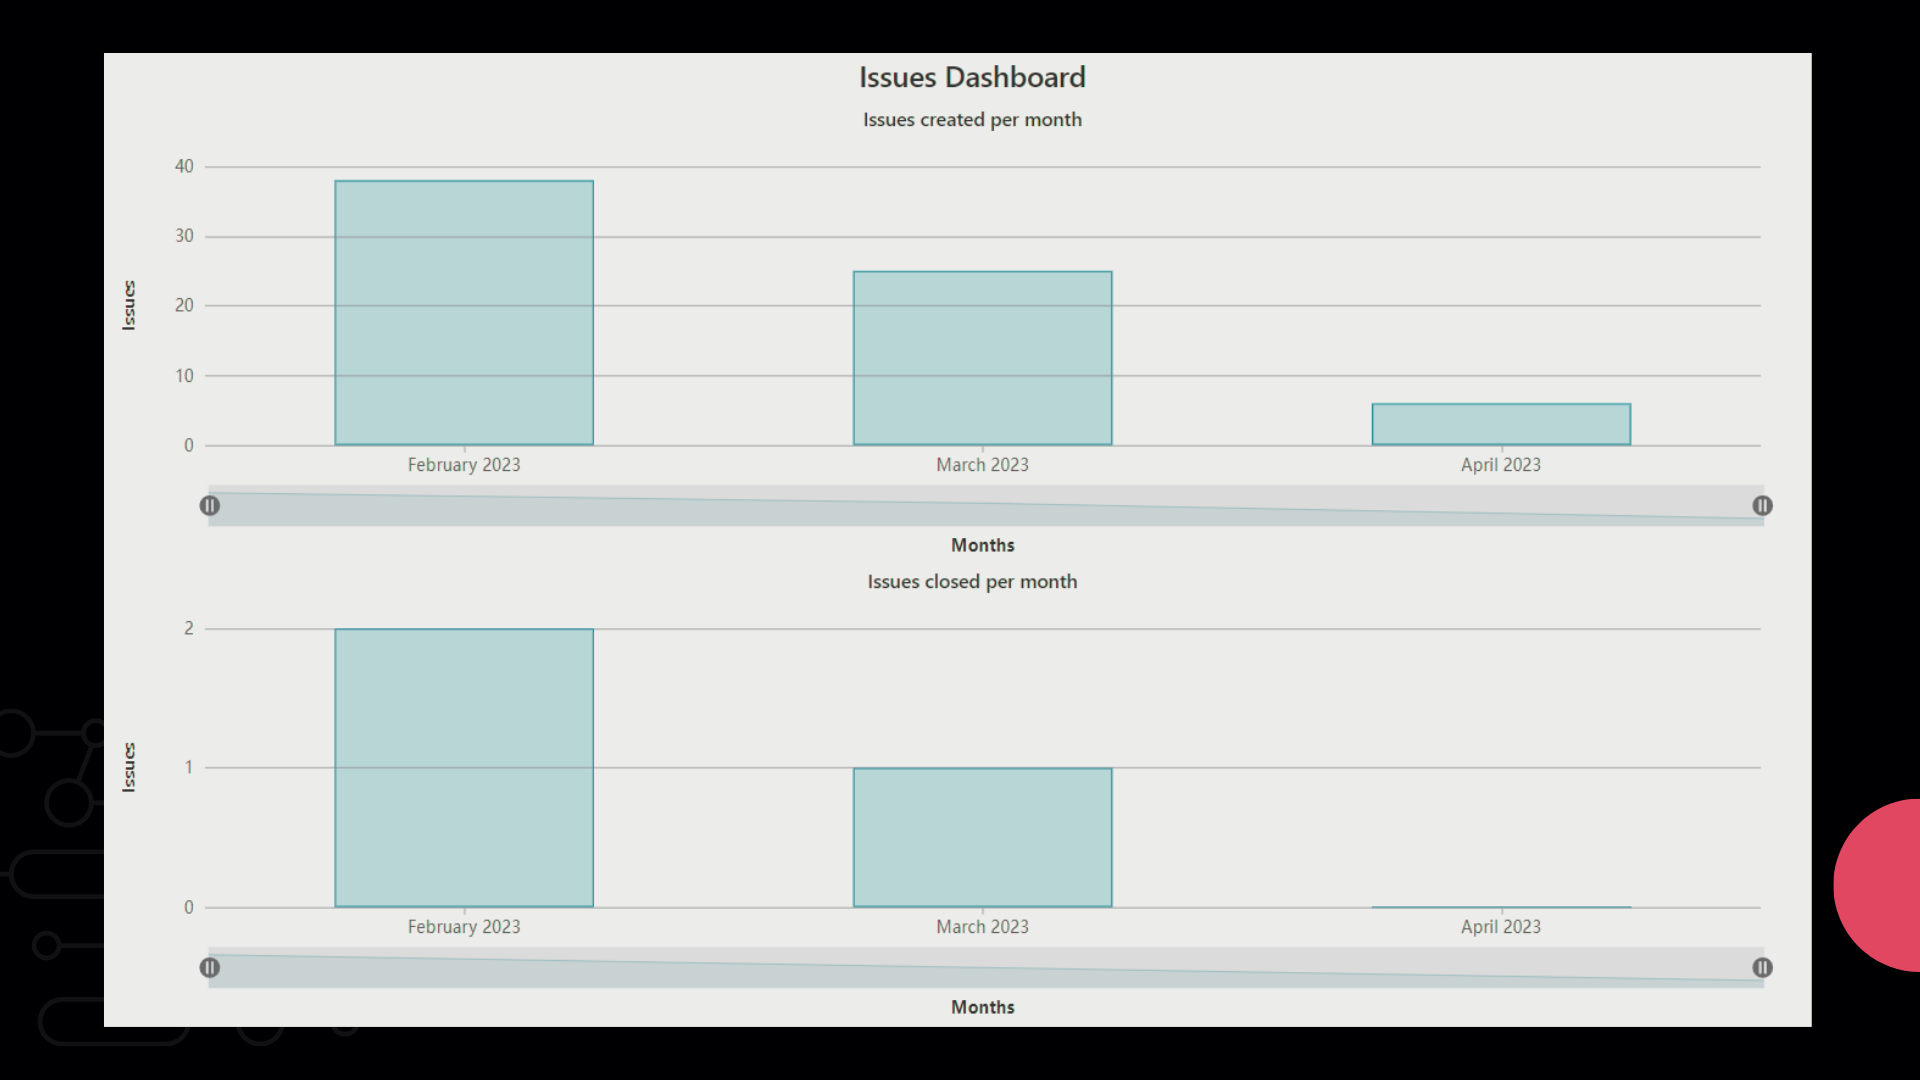 Issues Dashboard
Issues created per month
40
30
20
10
0
Issues
February 2023
March 2023
April 2023
Months
Issues closed per month
2
1
0
Issues
February 2023
March 2023
April 2023
Months